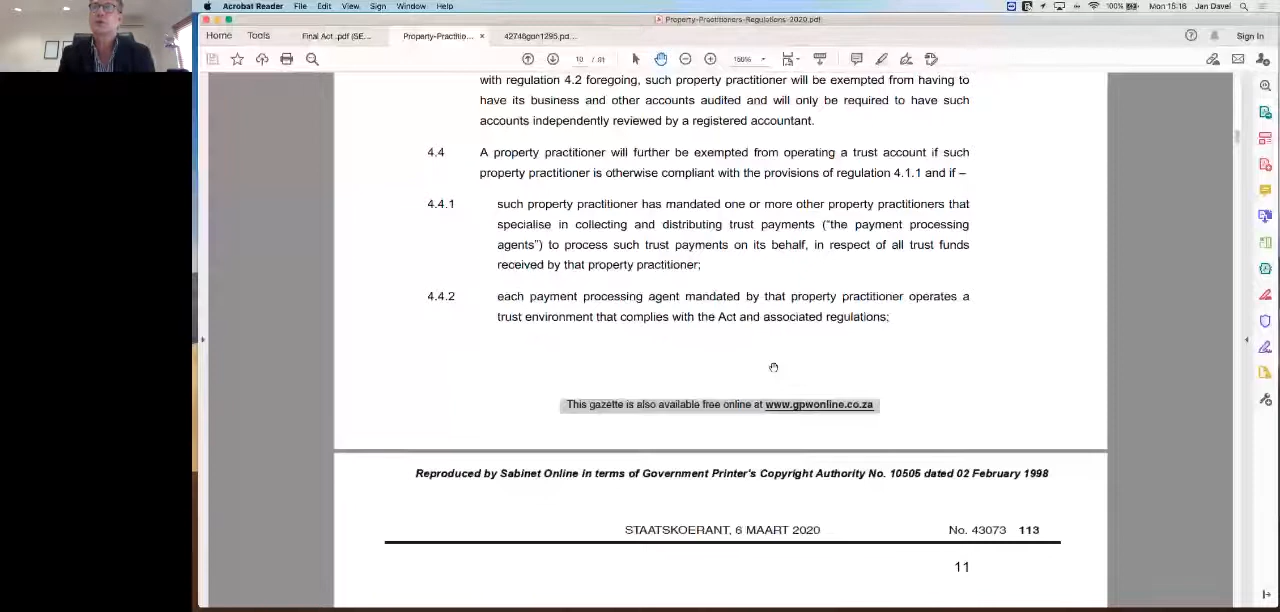 Acrobat Reader File Edit View Sign Window Help 100% Mon 15:16 Jan Davel
Property-Practitioners-Regulations-2020.pdf
Home Tools Final Act .pdf (SE... Property-Practitio... × 42746gon1295.pd... Sign In
10 / 91 156%
with regulation 4.2 foregoing, such property practitioner will be exempted from having to
have its business and other accounts audited and will only be required to have such
accounts independently reviewed by a registered accountant.
4.4 A property practitioner will further be exempted from operating a trust account if such
property practitioner is otherwise compliant with the provisions of regulation 4.1.1 and if –
4.4.1 such property practitioner has mandated one or more other property practitioners that
specialise in collecting and distributing trust payments (“the payment processing
agents”) to process such trust payments on its behalf, in respect of all trust funds
received by that property practitioner;
4.4.2 each payment processing agent mandated by that property practitioner operates a
trust environment that complies with the Act and associated regulations;
This gazette is also available free online at www.gpwonline.co.za
Reproduced by Sabinet Online in terms of Government Printer's Copyright Authority No. 10505 dated 02 February 1998
STAATSKOERANT, 6 MAART 2020 No. 43073 113
11